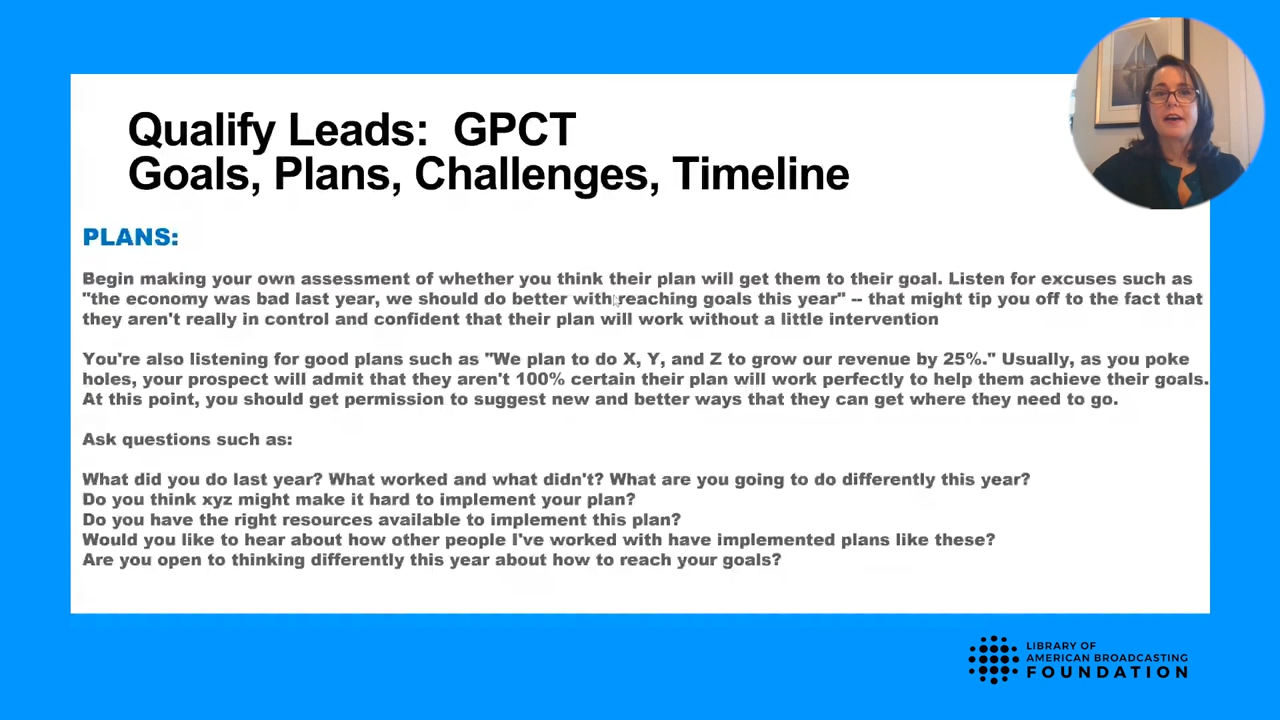 Qualify Leads: GPCT
Goals, Plans, Challenges, Timeline
PLANS:
Begin making your own assessment of whether you think their plan will get them to their goal. Listen for excuses such as
"the economy was bad last year, we should do better with reaching goals this year" -- that might tip you off to the fact that
they aren't really in control and confident that their plan will work without a little intervention
You're also listening for good plans such as "We plan to do X, Y, and Z to grow our revenue by 25%." Usually, as you poke
holes, your prospect will admit that they aren't 100% certain their plan will work perfectly to help them achieve their goals.
At this point, you should get permission to suggest new and better ways that they can get where they need to go.
Ask questions such as:
What did you do last year? What worked and what didn't? What are you going to do differently this year?
Do you think xyz might make it hard to implement your plan?
Do you have the right resources available to implement this plan?
Would you like to hear about how other people I've worked with have implemented plans like these?
Are you open to thinking differently this year about how to reach your goals?
LIBRARY OF
AMERICAN BROADCASTING
FOUNDATION